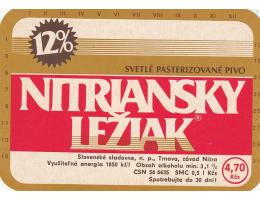 I II III IV V VI VII VIII IX X XI XII
12%
SVETLÉ PASTERIZOVANÉ PIVO
NITRIANSKY
LEŽIAK®
Slovenské sladovne, n. p., Trnava, závod Nitra
Využiteľná energia 1850 kJ/l Obsah alkoholu min. 3,1 %
ČSN 56 6635 SMC 0,5 l Kčs
Spotrebujte do 30 dní!
4,70
Kčs